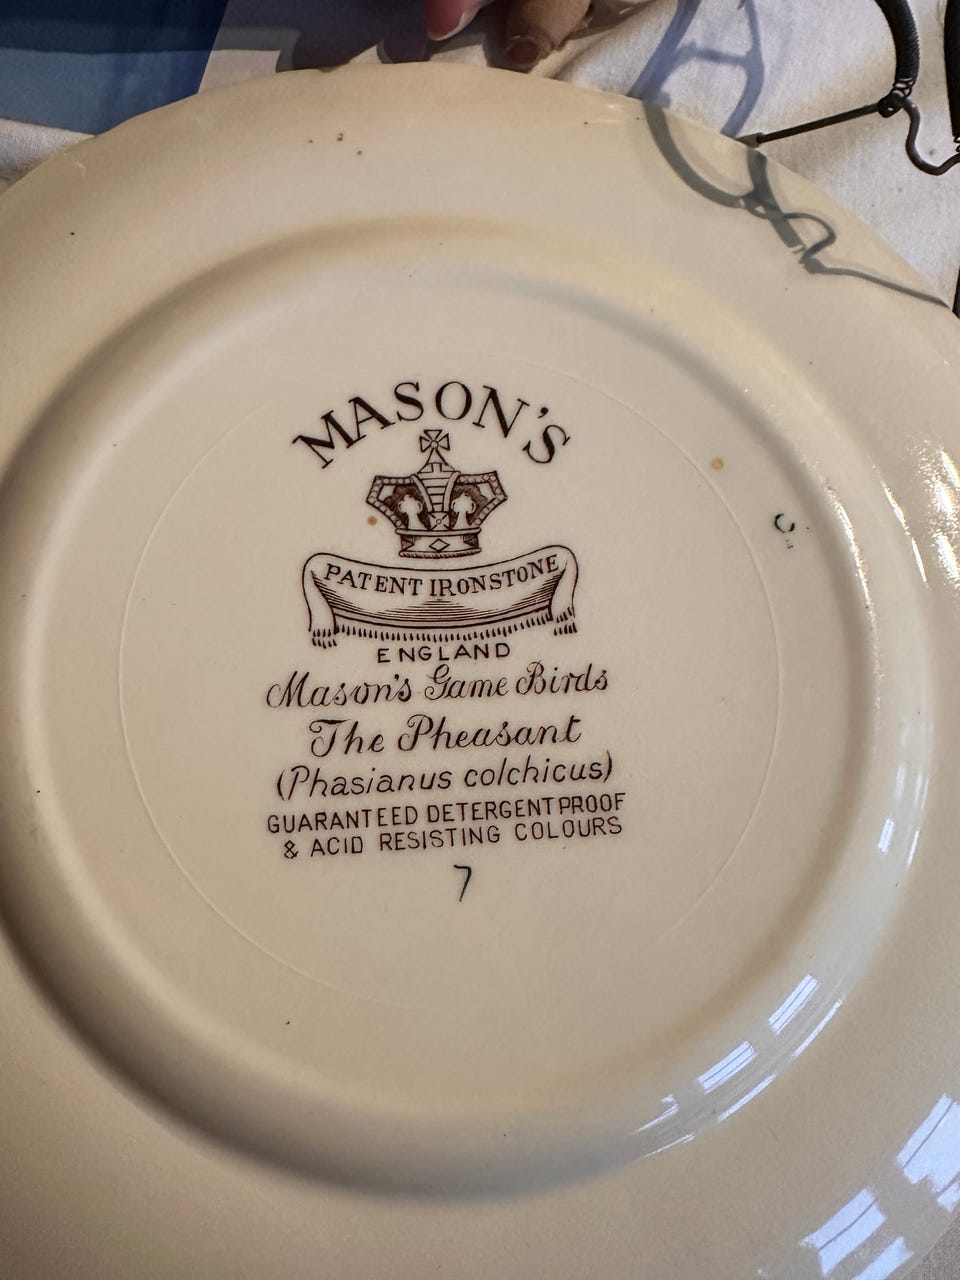 MASON'S
PATENT IRONSTONE
ENGLAND
Mason's Game Birds
The Pheasant
(Phasianus colchicus)
GUARANTEED DETERGENT PROOF
& ACID RESISTING COLOURS
7